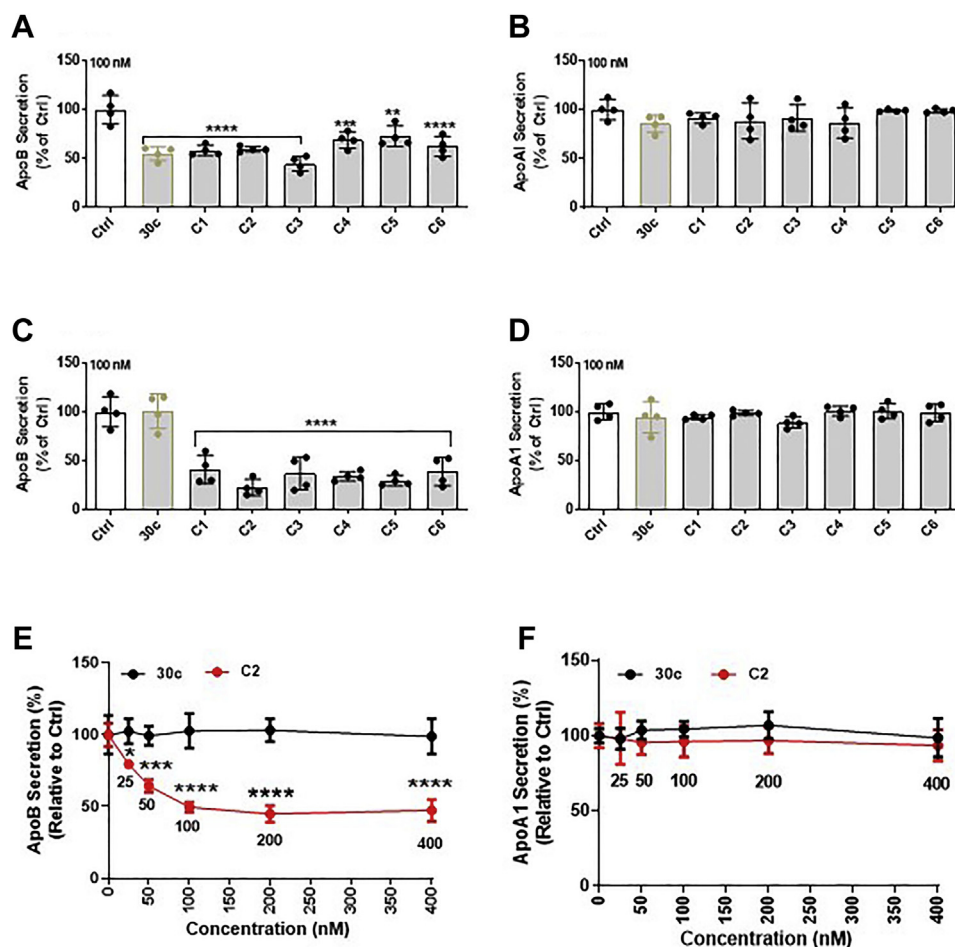 A
ApoB Secretion
(% of Ctrl)
150
100
50
0
100 nM
****
***
**
****
Ctrl
30c
C1
C2
C3
C4
C5
C6
B
ApoAI Secretion
(% of Ctrl)
150
100
50
0
100 nM
Ctrl
30c
C1
C2
C3
C4
C5
C6
C
ApoB Secretion
(% of Ctrl)
150
100
50
0
100 nM
****
Ctrl
30c
C1
C2
C3
C4
C5
C6
D
ApoA1 Secretion
(% of Ctrl)
150
100
50
0
100 nM
Ctrl
30c
C1
C2
C3
C4
C5
C6
E
ApoB Secretion (%)
(Relative to Ctrl)
150
100
50
0
30c
C2
*
***
****
****
****
25
50
100
200
400
0
50
100
150
200
250
300
350
400
Concentration (nM)
F
ApoA1 Secretion (%)
(Relative to Ctrl)
150
100
50
0
30c
C2
25
50
100
200
400
0
50
100
150
200
250
300
350
400
Concentration (nM)